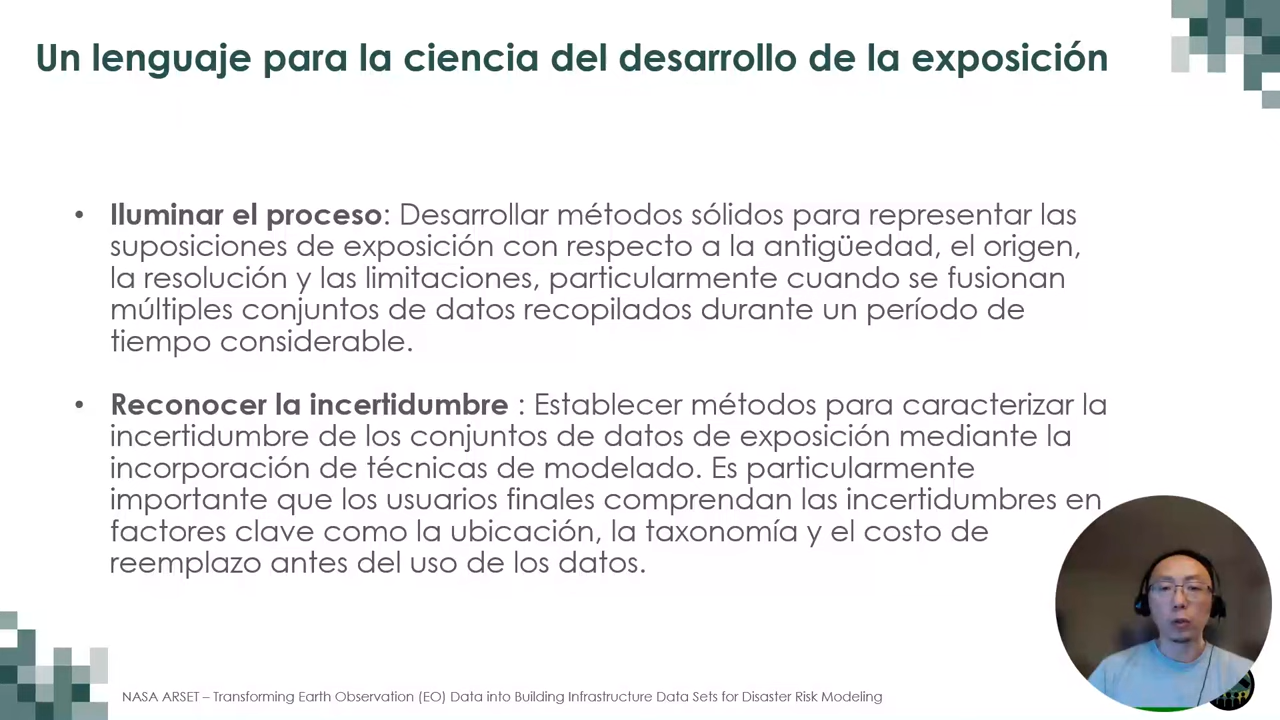 Un lenguaje para la ciencia del desarrollo de la exposición
• Iluminar el proceso: Desarrollar métodos sólidos para representar las
suposiciones de exposición con respecto a la antigüedad, el origen,
la resolución y las limitaciones, particularmente cuando se fusionan
múltiples conjuntos de datos recopilados durante un período de
tiempo considerable.
• Reconocer la incertidumbre : Establecer métodos para caracterizar la
incertidumbre de los conjuntos de datos de exposición mediante la
incorporación de técnicas de modelado. Es particularmente
importante que los usuarios finales comprendan las incertidumbres en
factores clave como la ubicación, la taxonomía y el costo de
reemplazo antes del uso de los datos.
NASA ARSET – Transforming Earth Observation (EO) Data into Building Infrastructure Data Sets for Disaster Risk Modeling